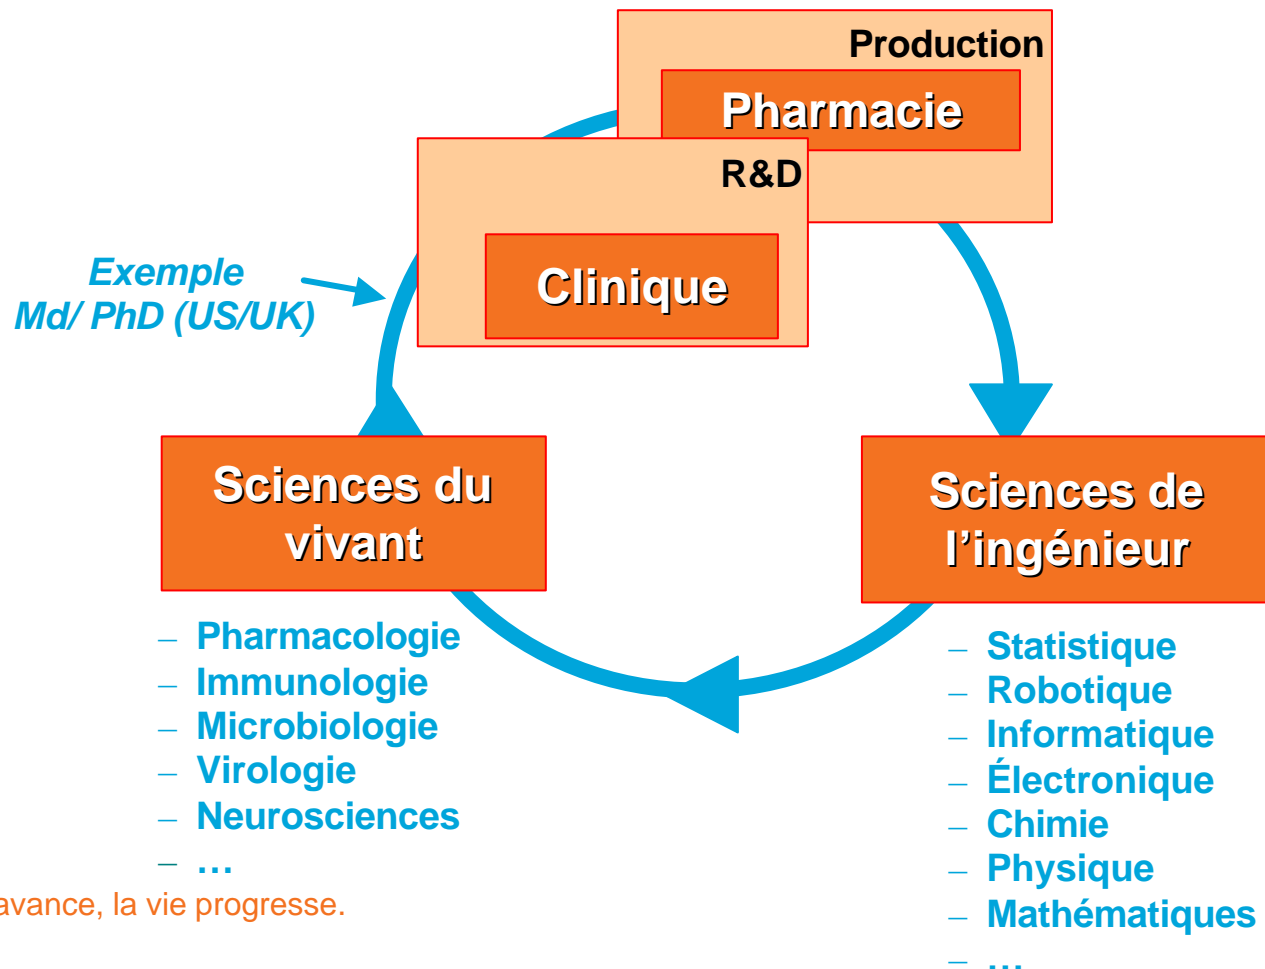 Production
Pharmacie
R&D
Clinique
Exemple
Md/ PhD (US/UK)
Sciences du
vivant
Sciences de
l’ingénieur
– Pharmacologie
– Immunologie
– Microbiologie
– Virologie
– Neurosciences
– …
– Statistique
– Robotique
– Informatique
– Électronique
– Chimie
– Physique
– Mathématiques
– …
avance, la vie progresse.